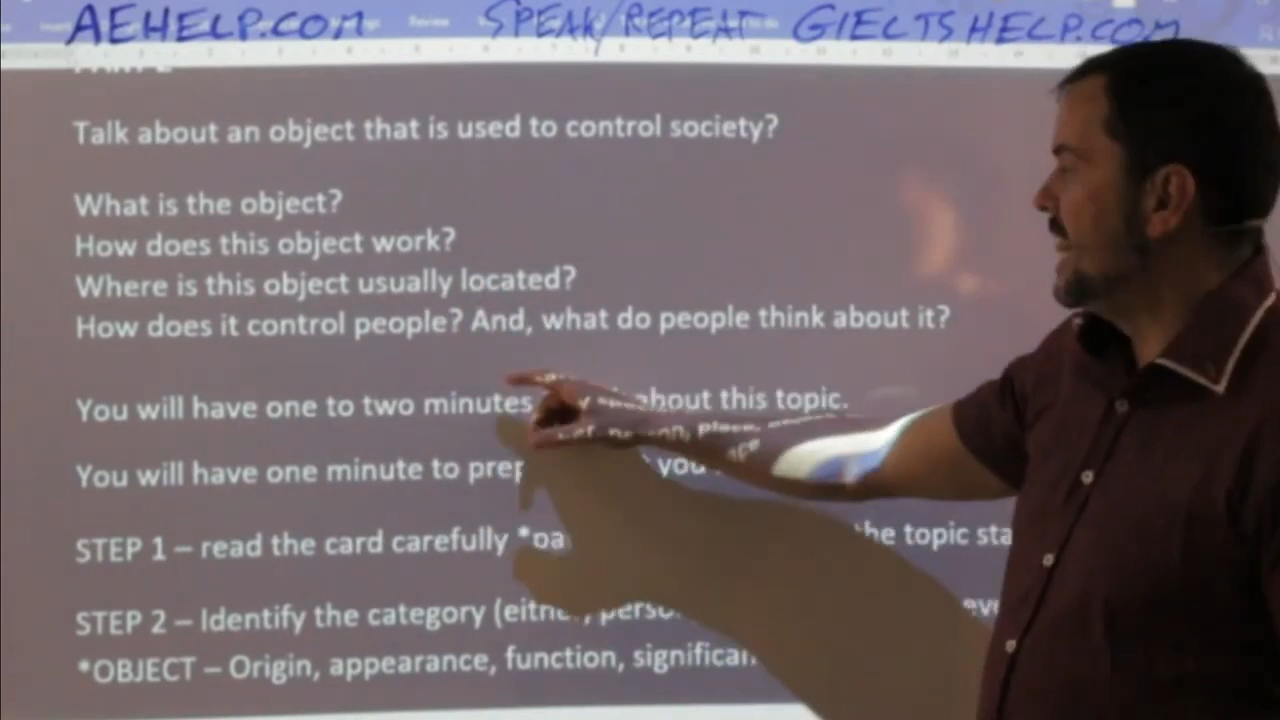 AEHELP.COM SPEAK/REPEAT GIELTSHELP.COM
Talk about an object that is used to control society?
What is the object?
How does this object work?
Where is this object usually located?
How does it control people? And, what do people think about it?
You will have one to two minutes about this topic.
You will have one minute to you
STEP 1 – read the card carefully the topic
STEP 2 – Identify the category
*OBJECT – Origin, appearance, function,